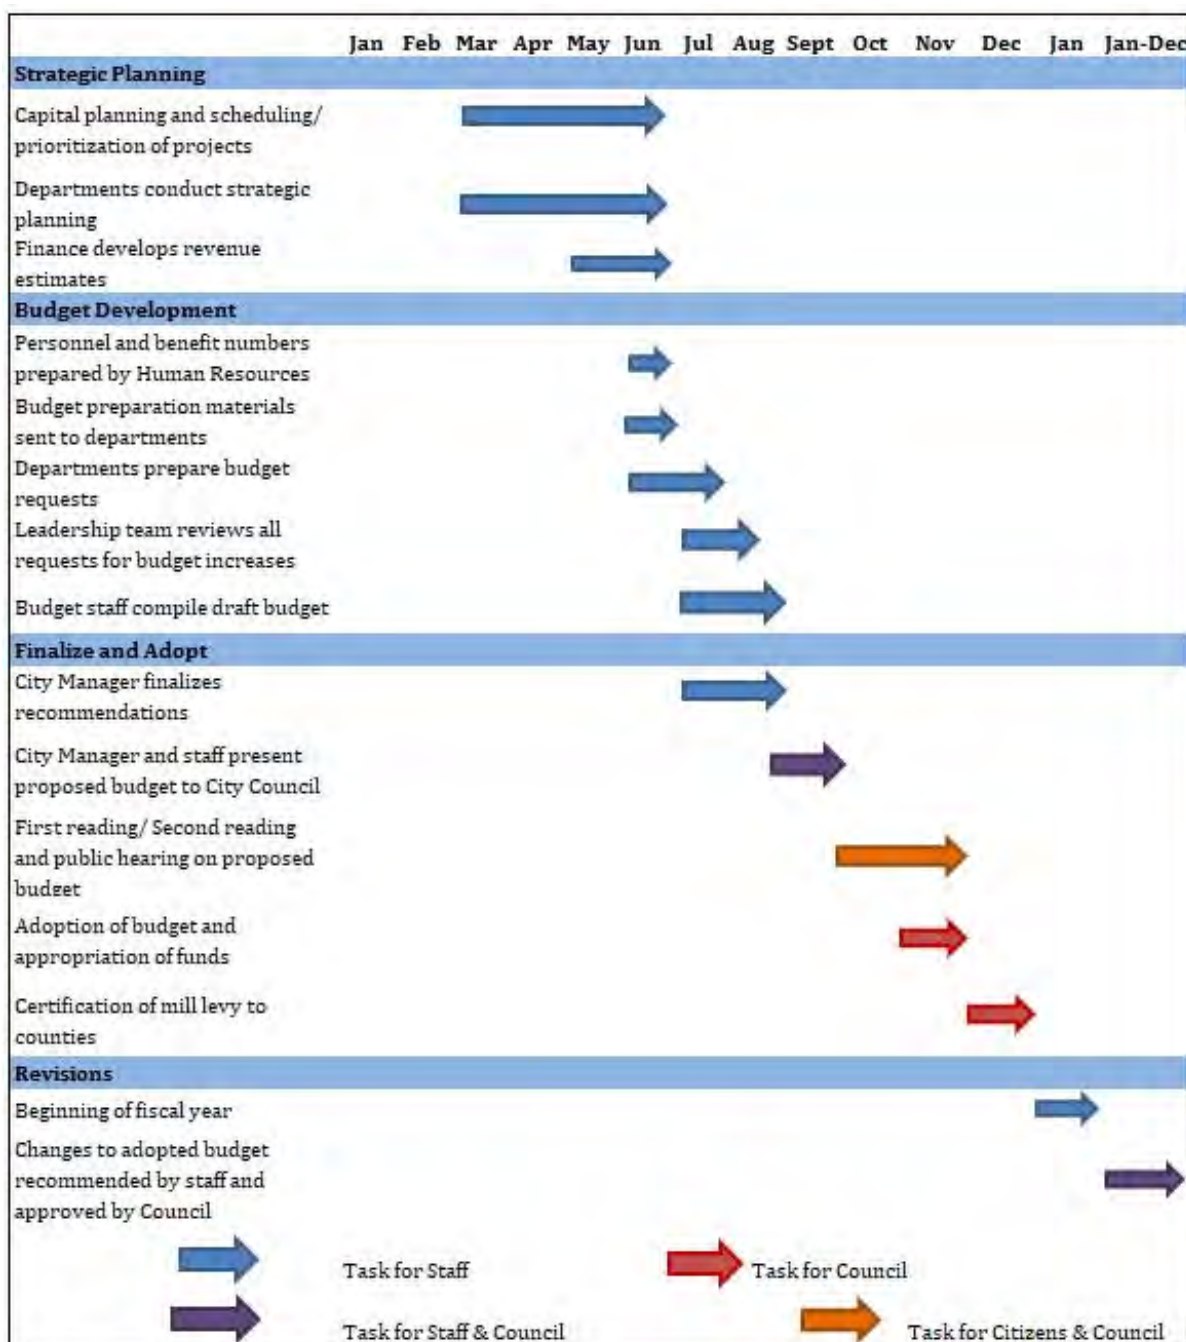 Jan Feb Mar Apr May Jun Jul Aug Sept Oct Nov Dec Jan Jan-Dec
Strategic Planning
Capital planning and scheduling/
prioritization of projects
Departments conduct strategic
planning
Finance develops revenue
estimates
Budget Development
Personnel and benefit numbers
prepared by Human Resources
Budget preparation materials
sent to departments
Departments prepare budget
requests
Leadership team reviews all
requests for budget increases
Budget staff compile draft budget
Finalize and Adopt
City Manager finalizes
recommendations
City Manager and staff present
proposed budget to City Council
First reading/ Second reading
and public hearing on proposed
budget
Adoption of budget and
appropriation of funds
Certification of mill levy to
counties
Revisions
Beginning of fiscal year
Changes to adopted budget
recommended by staff and
approved by Council
Task for Staff Task for Council
Task for Staff & Council Task for Citizens & Council